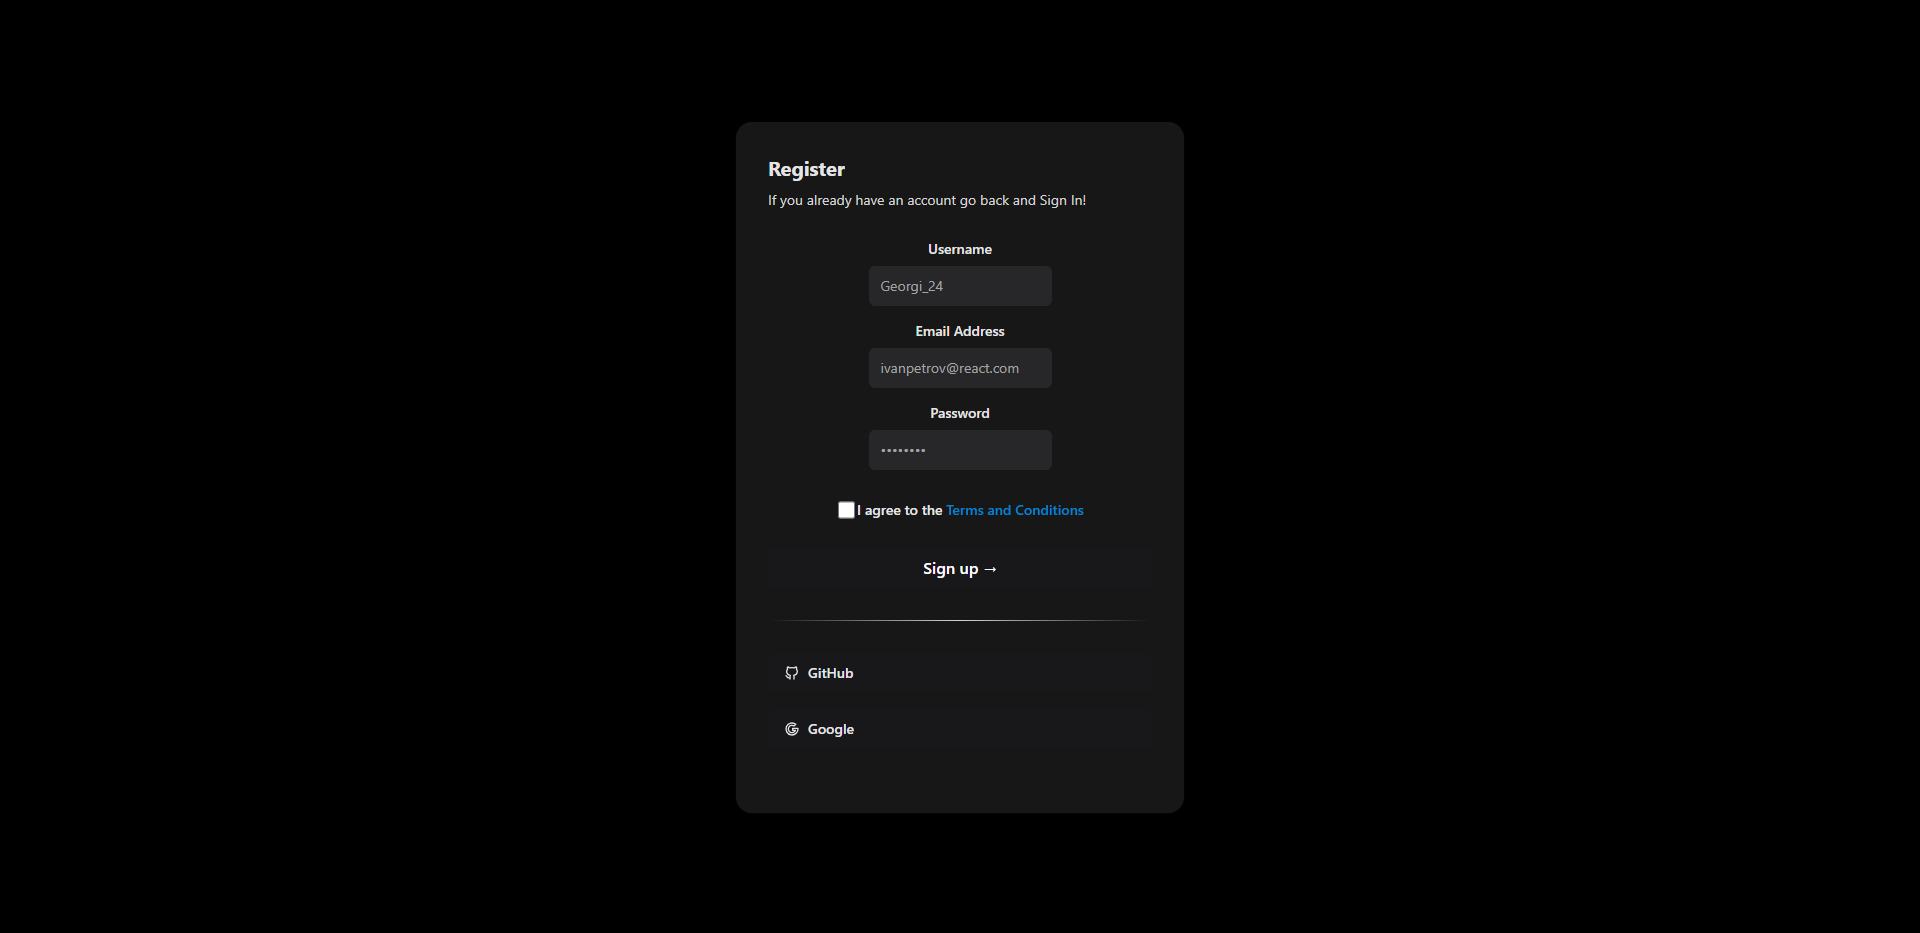 Register
If you already have an account go back and Sign In!
Username
Georgi_24
Email Address
ivanpetrov@react.com
Password
••••••••
I agree to the Terms and Conditions
Sign up →
GitHub
Google